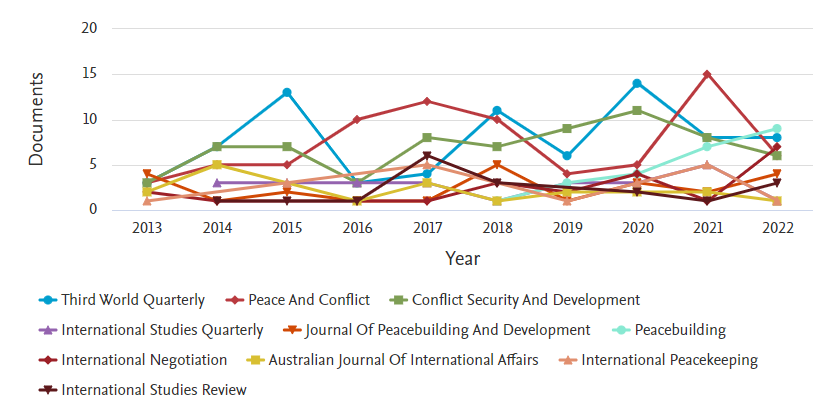 20
15
10
5
0
Documents
2013 2014 2015 2016 2017 2018 2019 2020 2021 2022
Year
Third World Quarterly Peace And Conflict Conflict Security And Development
International Studies Quarterly Journal Of Peacebuilding And Development Peacebuilding
International Negotiation Australian Journal Of International Affairs International Peacekeeping
International Studies Review